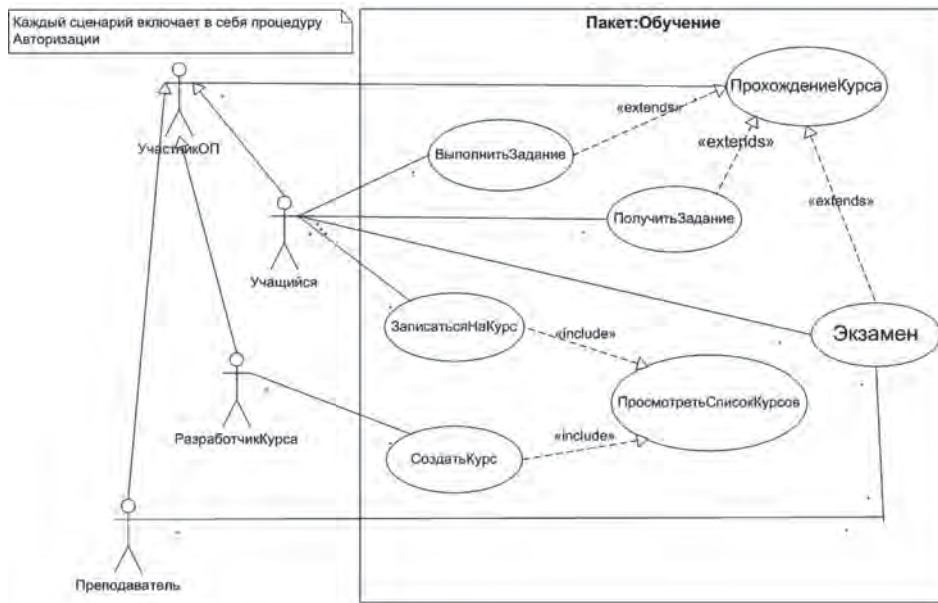 Каждый сценарий включает в себя процедуру
Авторизации
Пакет:Обучение
ПрохождениеКурса
«extends»
УчастникОП
ВыполнитьЗадание
«extends»
«extends»
ПолучитьЗадание
Учащийся
ЗаписатьсяНаКурс
«include»
Экзамен
ПросмотретьСписокКурсов
РазработчикКурса
«include»
СоздатьКурс
Преподаватель